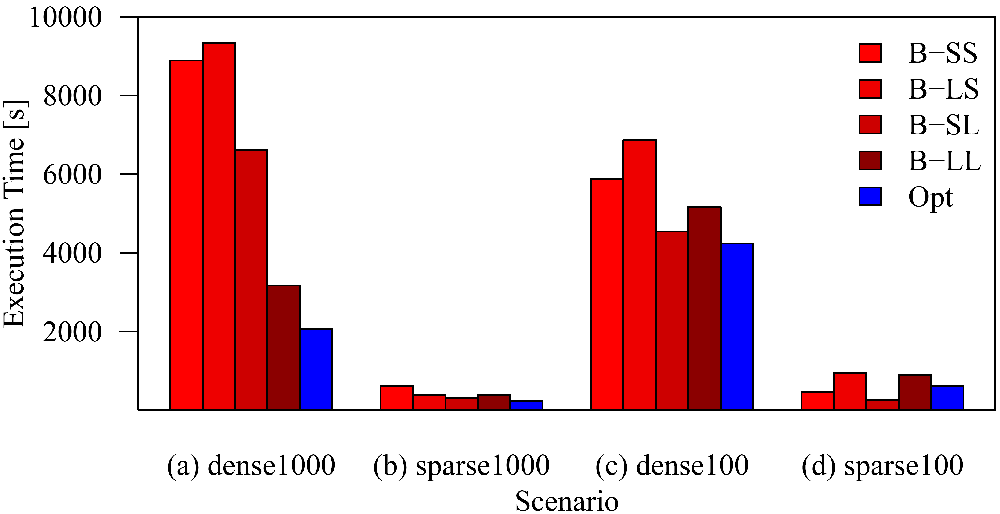 10000
8000
6000
4000
2000
Execution Time [s]
B−SS
B−LS
B−SL
B−LL
Opt
(a) dense1000
(b) sparse1000
(c) dense100
(d) sparse100
Scenario